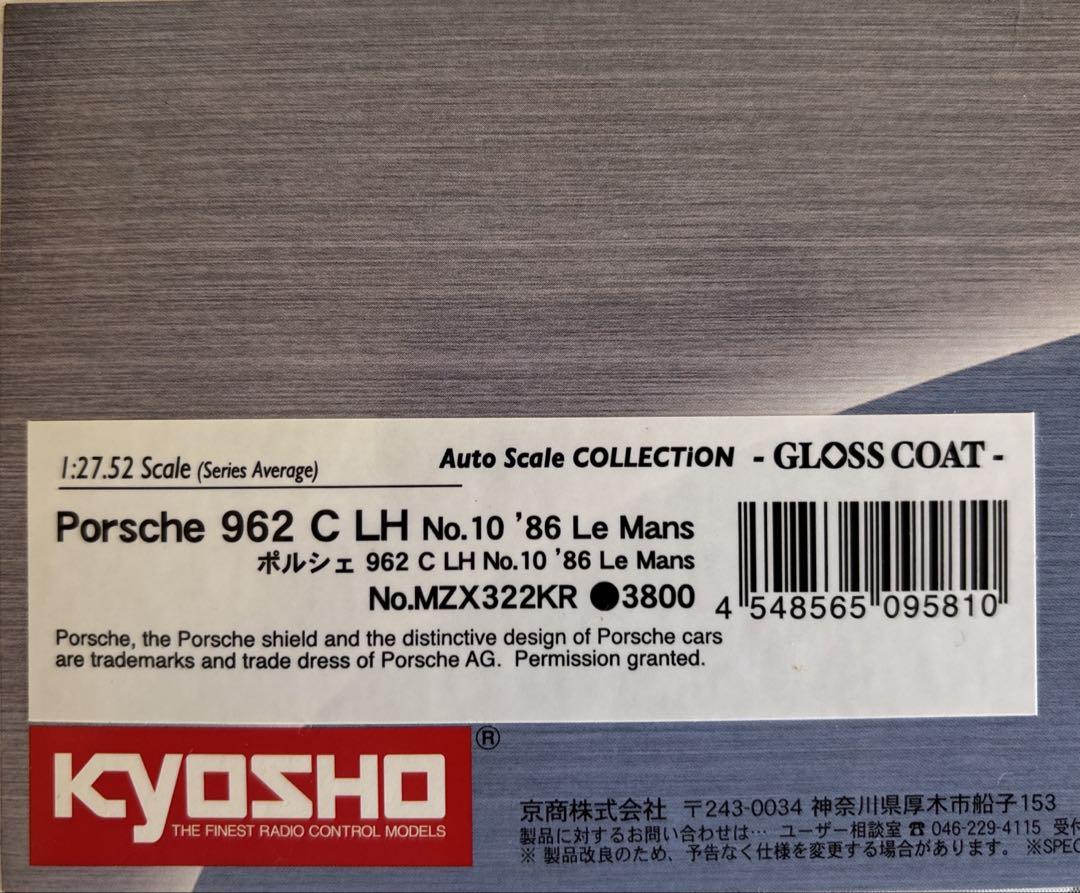 1:27.52 Scale (Series Average)
Auto Scale COLLECTiON - GLOSS COAT -
Porsche 962 C LH No.10 '86 Le Mans
ポルシェ 962 C LH No.10 '86 Le Mans
No.MZX322KR ●3800
4 548565 095810
Porsche, the Porsche shield and the distinctive design of Porsche cars
are trademarks and trade dress of Porsche AG. Permission granted.
KYOSHO ®
THE FINEST RADIO CONTROL MODELS
京商株式会社 〒243-0034 神奈川県厚木市船子153
製品に対するお問い合わせは… ユーザー相談室 ☎ 046-229-4115 受付
※ 製品改良のため、予告なく仕様を変更する場合があります。 ※SPEC